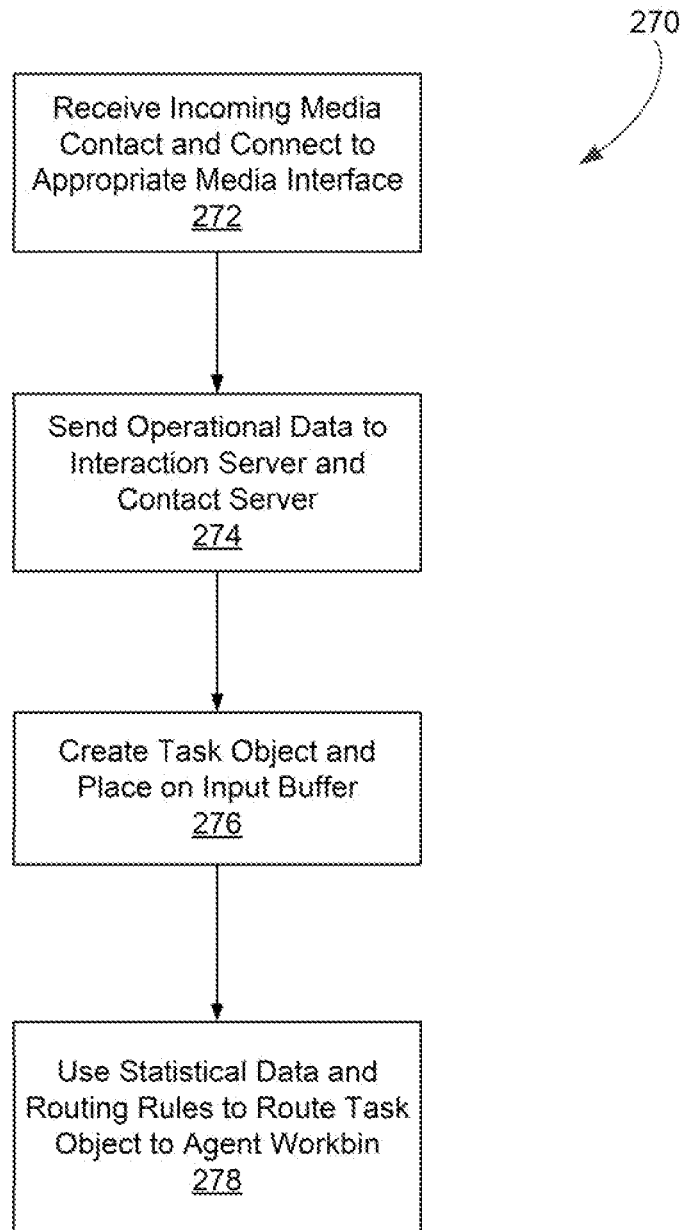 270
Receive Incoming Media
Contact and Connect to
Appropriate Media Interface
272
Send Operational Data to
Interaction Server and
Contact Server
274
Create Task Object and
Place on Input Buffer
276
Use Statistical Data and
Routing Rules to Route Task
Object to Agent Workbin
278